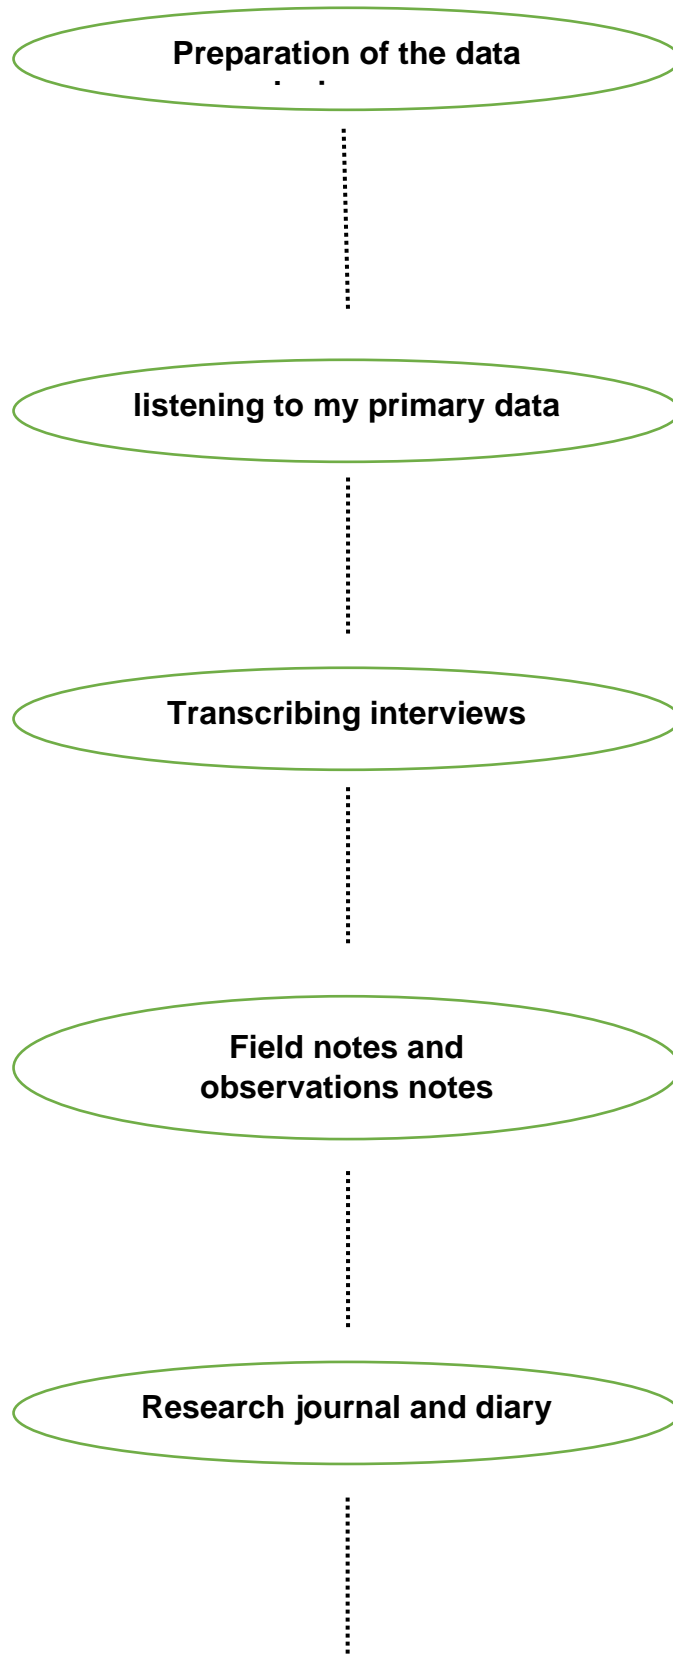 Preparation of the data
listening to my primary data
Transcribing interviews
Field notes and
observations notes
Research journal and diary